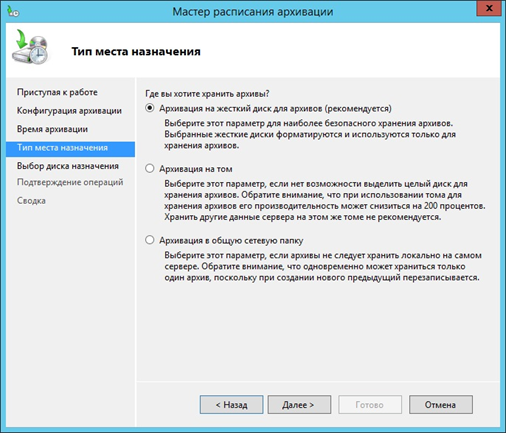 Мастер расписания архивации
Тип места назначения
Приступая к работе
Конфигурация архивации
Время архивации
Тип места назначения
Выбор диска назначения
Подтверждение операций
Сводка
Где вы хотите хранить архивы?
Архивация на жесткий диск для архивов (рекомендуется)
Выберите этот параметр для наиболее безопасного хранения архивов.
Выбранные жесткие диски форматируются и используются только для
хранения архивов.
Архивация на том
Выберите этот параметр, если нет возможности выделить целый диск для
хранения архивов. Обратите внимание, что при использовании тома для
хранения архивов его производительность может снизиться на 200 процентов.
Хранить другие данные сервера на этом же томе не рекомендуется.
Архивация в общую сетевую папку
Выберите этот параметр, если архивы не следует хранить локально на самом
сервере. Обратите внимание, что одновременно может храниться только
один архив, поскольку при создании нового предыдущий перезаписывается.
< Назад
Далее >
Готово
Отмена